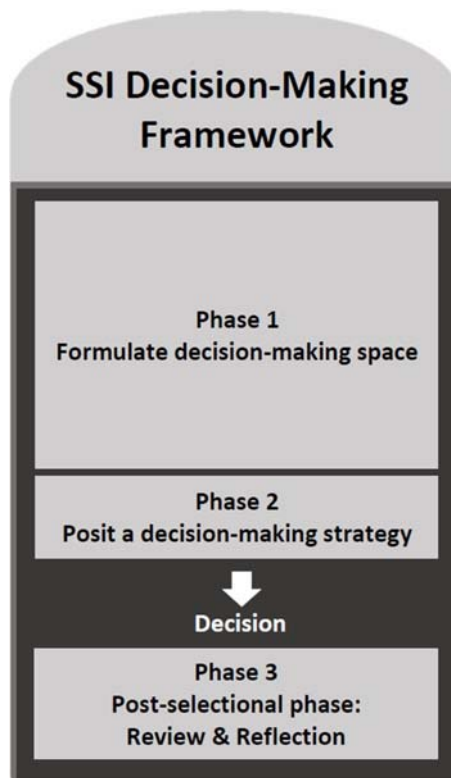 SSI Decision-Making
Framework
Phase 1
Formulate decision-making space
Phase 2
Posit a decision-making strategy
Decision
Phase 3
Post-selectional phase:
Review & Reflection